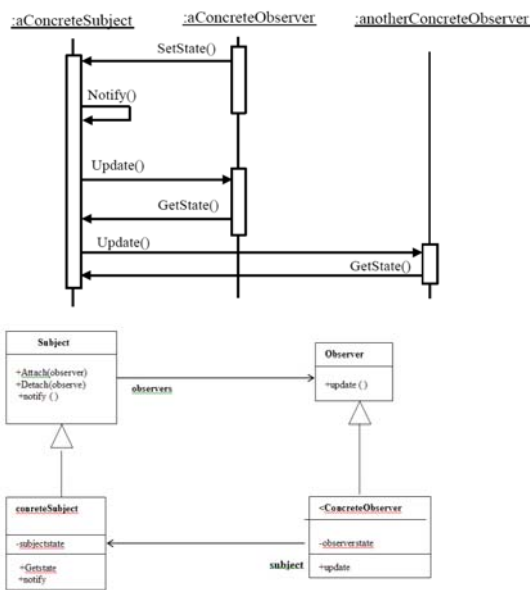 :aConcreteSubject :aConcreteObserver :anotherConcreteObserver
SetState()
Notify()
Update()
GetState()
Update()
GetState()
Subject
+Attach(observer)
+Detach(observe)
+notify ( )
observers
Observer
+update ( )
conreteSubject
-subjectstate
+Getstate
+notify
subject
<ConcreteObserver
-observerstate
+update